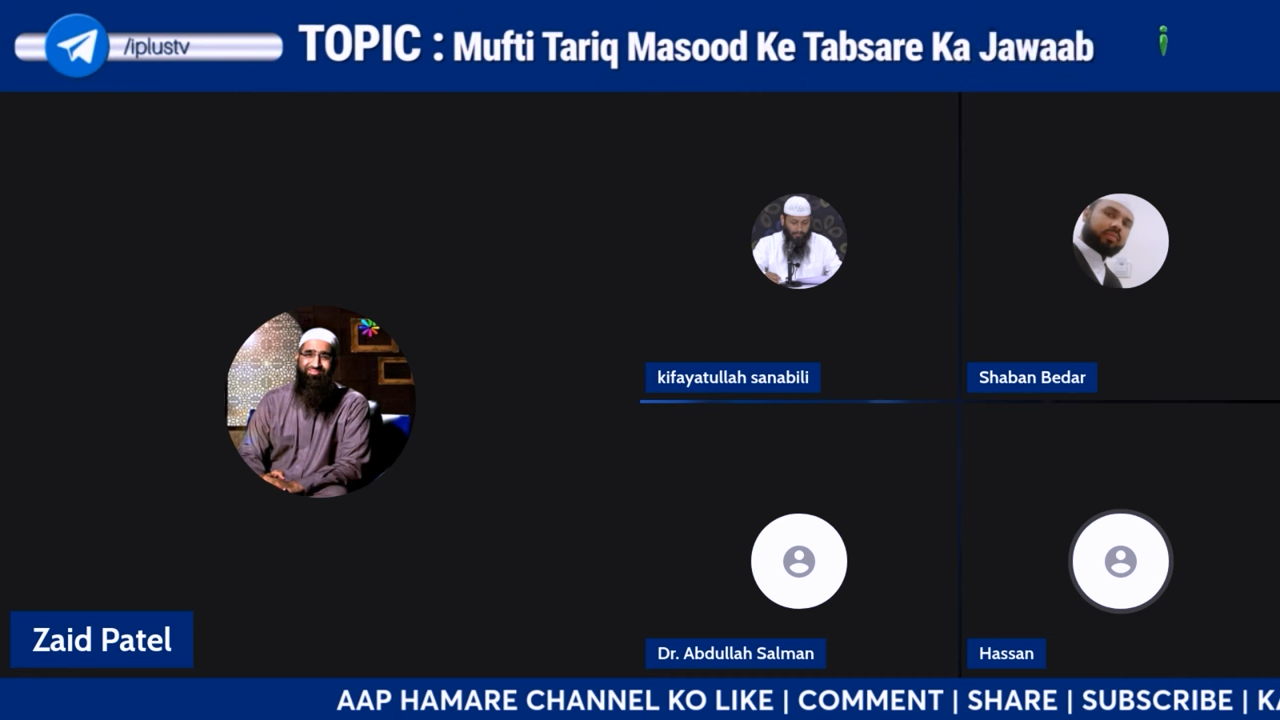 /iplustv
TOPIC : Mufti Tariq Masood Ke Tabsare Ka Jawaab
kifayatullah sanabili
Shaban Bedar
Zaid Patel
Dr. Abdullah Salman
Hassan
AAP HAMARE CHANNEL KO LIKE | COMMENT | SHARE | SUBSCRIBE | KA